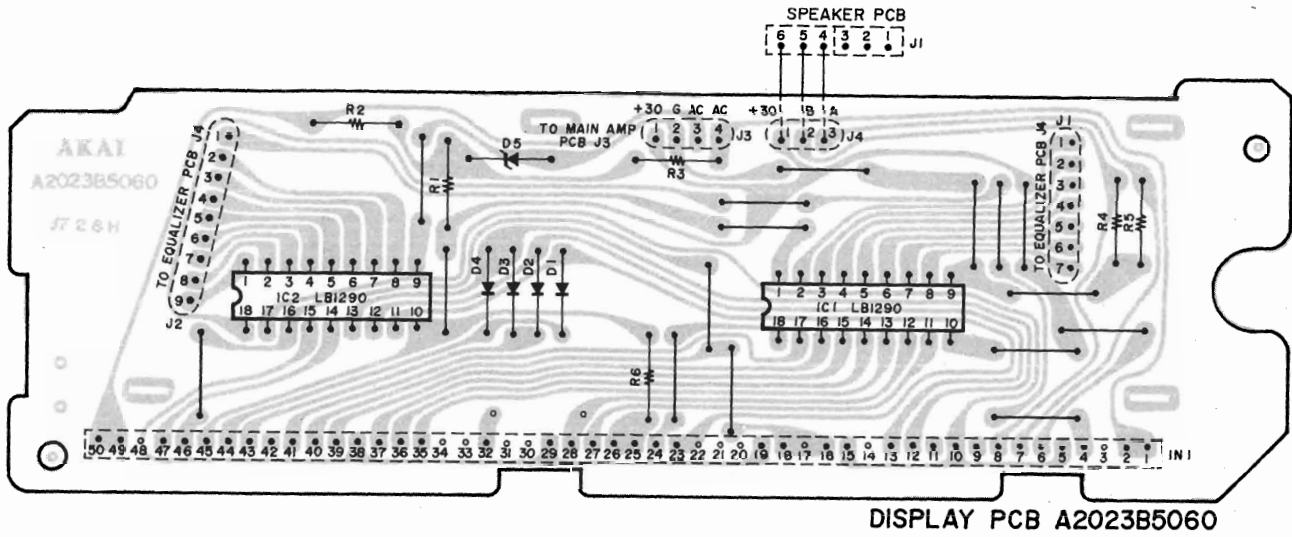 SPEAKER PCB
6 5 4 3 2 1 J1
+30 G AC AC
+30 B A
TO MAIN AMP
PCB J3
1 2 3 4 J3
1 2 3 J4
R2
D5
R3
R1
AKAI
A2023B5060
J7 28H
TO EQUALIZER PCB J4
1
2
3
4
5
6
7
8
9
J2
J1
TO EQUALIZER PCB J4
1
2
3
4
5
6
7
R4
R5
D4 D3 D2 D1
1 2 3 4 5 6 7 8 9
IC2 LB1290
18 17 16 15 14 13 12 11 10
1 2 3 4 5 6 7 8 9
IC1 LB1290
18 17 16 15 14 13 12 11 10
R6
50 49 48 47 46 45 44 43 42 41 40 39 38 37 36 35 34 33 32 31 30 29 28 27 26 25 24 23 22 21 20 19 18 17 16 15 14 13 12 11 10 9 8 7 6 5 4 3 2 1 IN1
DISPLAY PCB A2023B5060